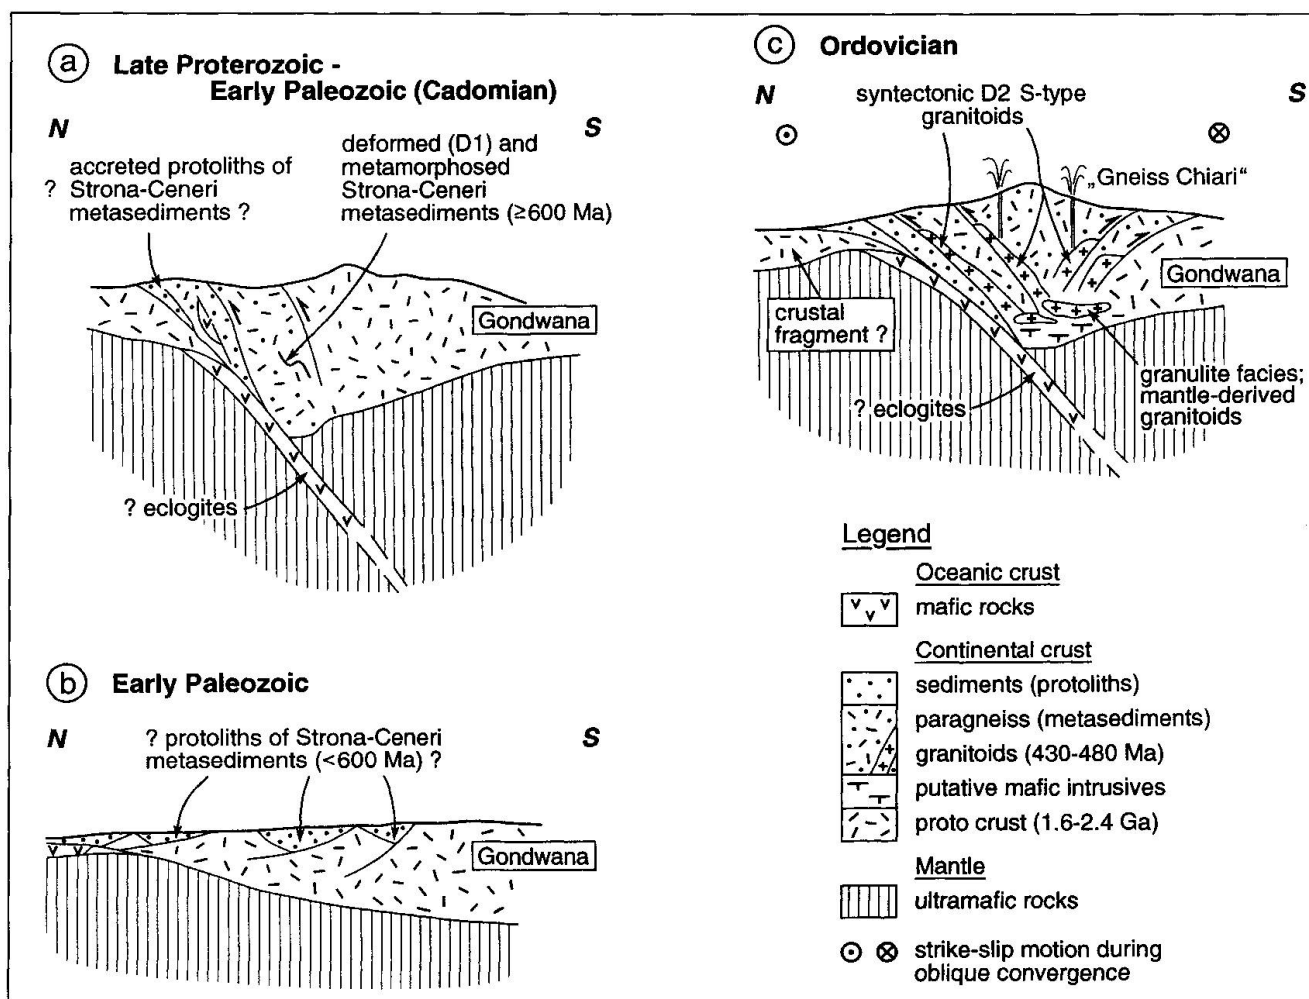 a
Late Proterozoic -
Early Paleozoic (Cadomian)
N
S
accreted protoliths of
? Strona-Ceneri
metasediments ?
deformed (D1) and
metamorphosed
Strona-Ceneri
metasediments (≥600 Ma)
Gondwana
? eclogites
b
Early Paleozoic
N
S
? protoliths of Strona-Ceneri
metasediments (<600 Ma) ?
Gondwana
c
Ordovician
N
S
syntectonic D2 S-type
granitoids
„Gneiss Chiari“
Gondwana
crustal
fragment ?
? eclogites
granulite facies;
mantle-derived
granitoids
Legend
Oceanic crust
mafic rocks
Continental crust
sediments (protoliths)
paragneiss (metasediments)
granitoids (430-480 Ma)
putative mafic intrusives
proto crust (1.6-2.4 Ga)
Mantle
ultramafic rocks
strike-slip motion during
oblique convergence